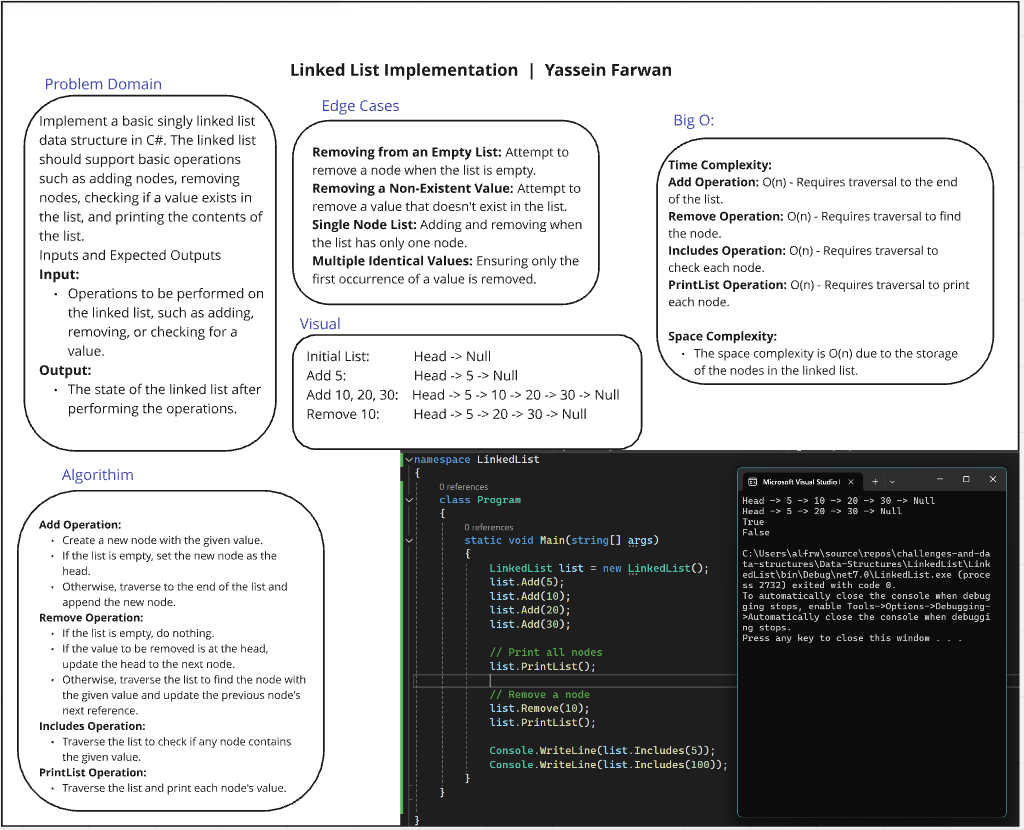 Linked List Implementation | Yassein Farwan
Problem Domain
Implement a basic singly linked list
data structure in C#. The linked list
should support basic operations
such as adding nodes, removing
nodes, checking if a value exists in
the list, and printing the contents of
the list.
Inputs and Expected Outputs
Input:
• Operations to be performed on
the linked list, such as adding,
removing, or checking for a
value.
Output:
• The state of the linked list after
performing the operations.
Edge Cases
Removing from an Empty List: Attempt to
remove a node when the list is empty.
Removing a Non-Existent Value: Attempt to
remove a value that doesn't exist in the list.
Single Node List: Adding and removing when
the list has only one node.
Multiple Identical Values: Ensuring only the
first occurrence of a value is removed.
Big O:
Time Complexity:
Add Operation: O(n) - Requires traversal to the end
of the list.
Remove Operation: O(n) - Requires traversal to find
the node.
Includes Operation: O(n) - Requires traversal to
check each node.
PrintList Operation: O(n) - Requires traversal to print
each node.
Space Complexity:
• The space complexity is O(n) due to the storage
of the nodes in the linked list.
Visual
Initial List: Head -> Null
Add 5: Head -> 5 -> Null
Add 10, 20, 30: Head -> 5 -> 10 -> 20 -> 30 -> Null
Remove 10: Head -> 5 -> 20 -> 30 -> Null
Algorithim
Add Operation:
• Create a new node with the given value.
• If the list is empty, set the new node as the
head.
• Otherwise, traverse to the end of the list and
append the new node.
Remove Operation:
• If the list is empty, do nothing.
• If the value to be removed is at the head,
update the head to the next node.
• Otherwise, traverse the list to find the node with
the given value and update the previous node's
next reference.
Includes Operation:
• Traverse the list to check if any node contains
the given value.
PrintList Operation:
• Traverse the list and print each node's value.
namespace LinkedList
{
0 references
class Program
{
0 references
static void Main(string[] args)
{
LinkedList list = new LinkedList();
list.Add(5);
list.Add(10);
list.Add(20);
list.Add(30);
// Print all nodes
list.PrintList();
// Remove a node
list.Remove(10);
list.PrintList();
Console.WriteLine(list.Includes(5));
Console.WriteLine(list.Includes(100));
}
}
}
Microsoft Visual Studio
Head -> 5 -> 10 -> 20 -> 30 -> Null
Head -> 5 -> 20 -> 30 -> Null
True
False
C:\Users\alfrw\source\repos\challenges-and-da
ta-structures\Data-Structures\LinkedList\Link
edList\bin\Debug\net7.0\LinkedList.exe (proce
ss 2732) exited with code 0.
To automatically close the console when debug
ging stops, enable Tools->Options->Debugging-
>Automatically close the console when debuggi
ng stops.
Press any key to close this window . . .